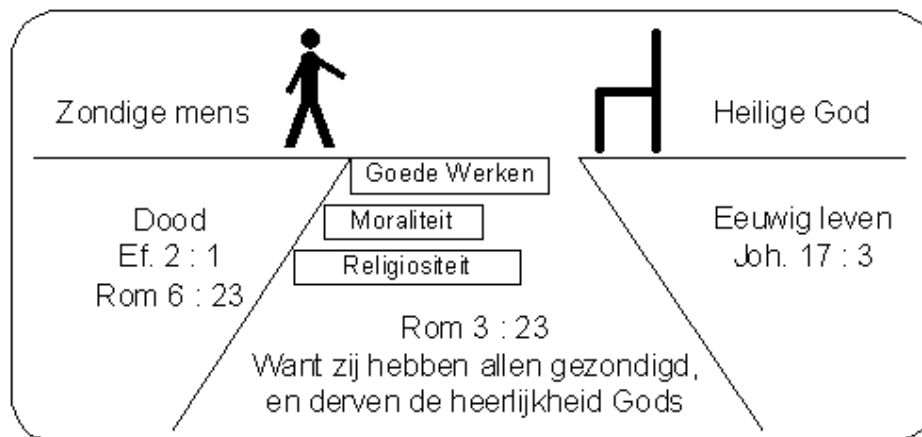 Zondige mens
Heilige God
Goede Werken
Moraliteit
Religiositeit
Dood
Ef. 2 : 1
Rom 6 : 23
Eeuwig leven
Joh. 17 : 3
Rom 3 : 23
Want zij hebben allen gezondigd,
en derven de heerlijkheid Gods